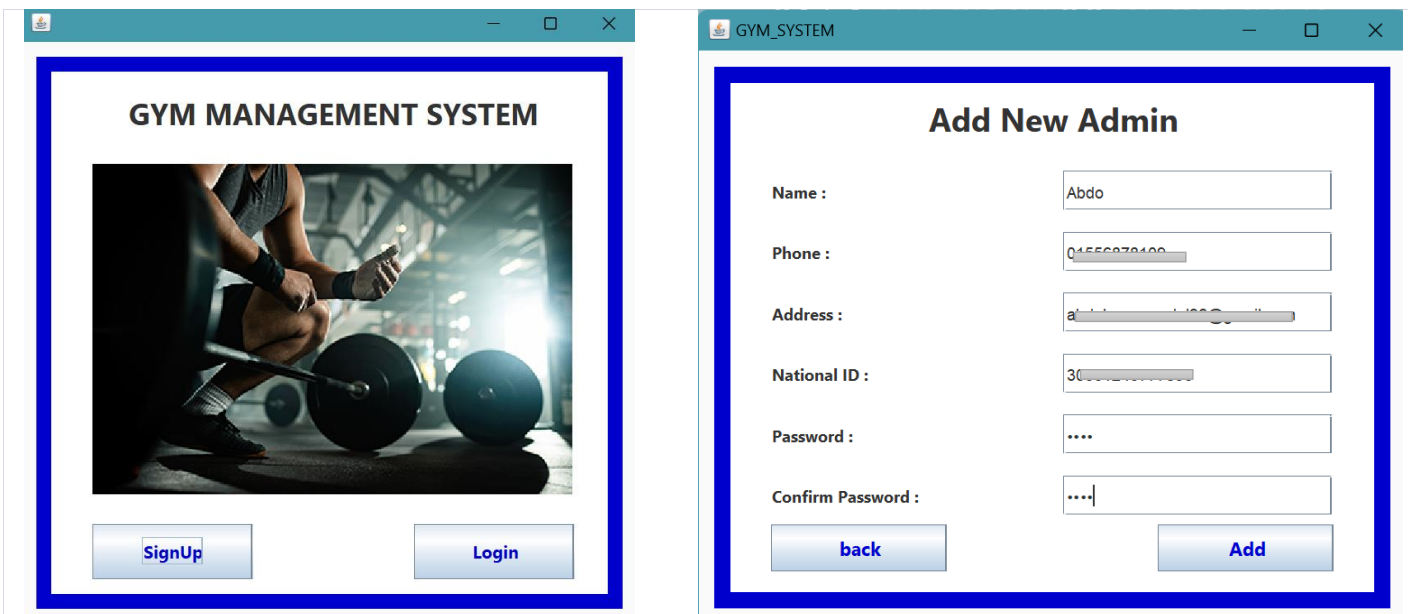 GYM MANAGEMENT SYSTEM
SignUp
Login
GYM_SYSTEM
Add New Admin
Name :
Abdo
Phone :
Address :
National ID :
Password :
••••
Confirm Password :
••••
back
Add